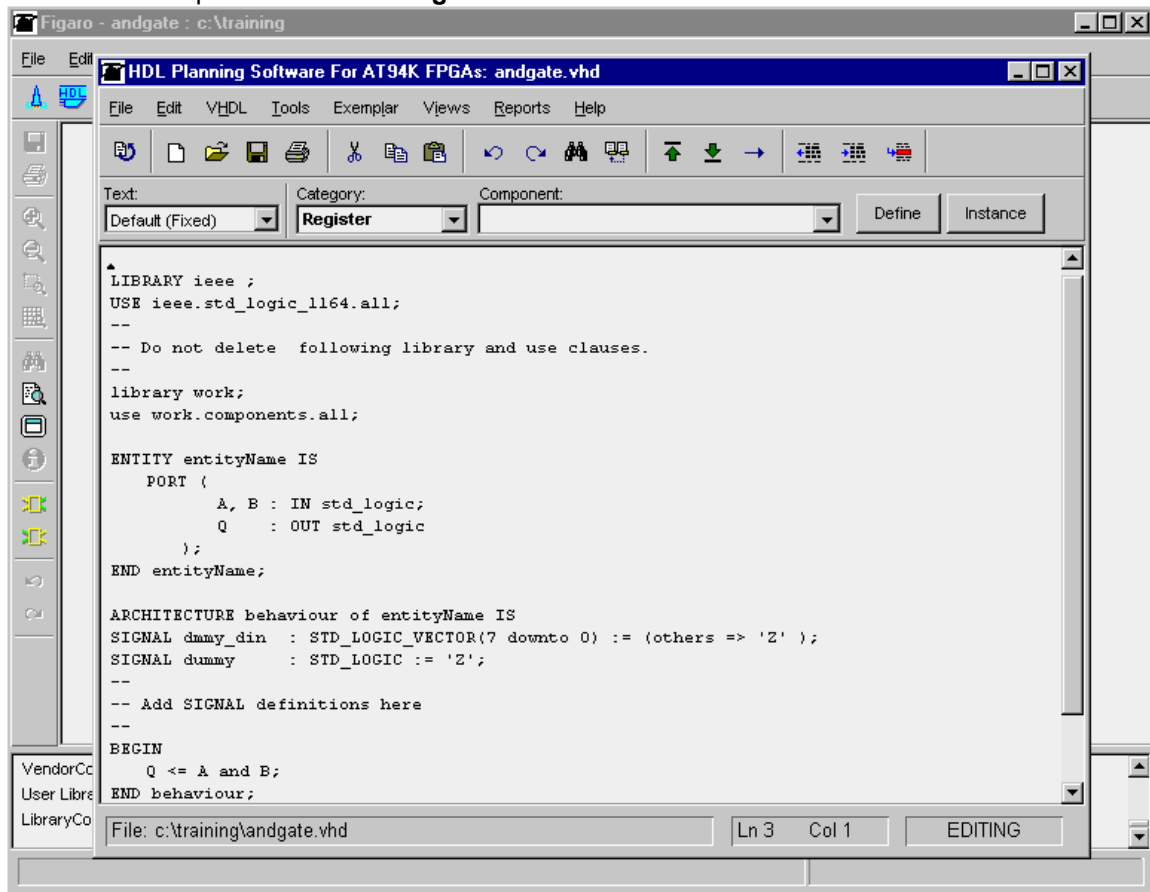 Figaro - andgate : c:\training
File Edit
HDL Planning Software For AT94K FPGAs: andgate.vhd
File Edit VHDL Tools Exemplar Views Reports Help
HDL
Text: Category: Component:
Default (Fixed) Register Define Instance
LIBRARY ieee ;
USE ieee.std_logic_1164.all;
--
-- Do not delete  following library and use clauses.
--
library work;
use work.components.all;
ENTITY entityName IS
PORT (
A, B : IN std_logic;
Q    : OUT std_logic
);
END entityName;
ARCHITECTURE behaviour of entityName IS
SIGNAL dmmy_din  : STD_LOGIC_VECTOR(7 downto 0) := (others => 'Z' );
SIGNAL dummy     : STD_LOGIC := 'Z';
--
-- Add SIGNAL definitions here
--
BEGIN
Q <= A and B;
END behaviour;
VendorCo
User Libra
LibraryCo
File: c:\training\andgate.vhd Ln 3 Col 1 EDITING